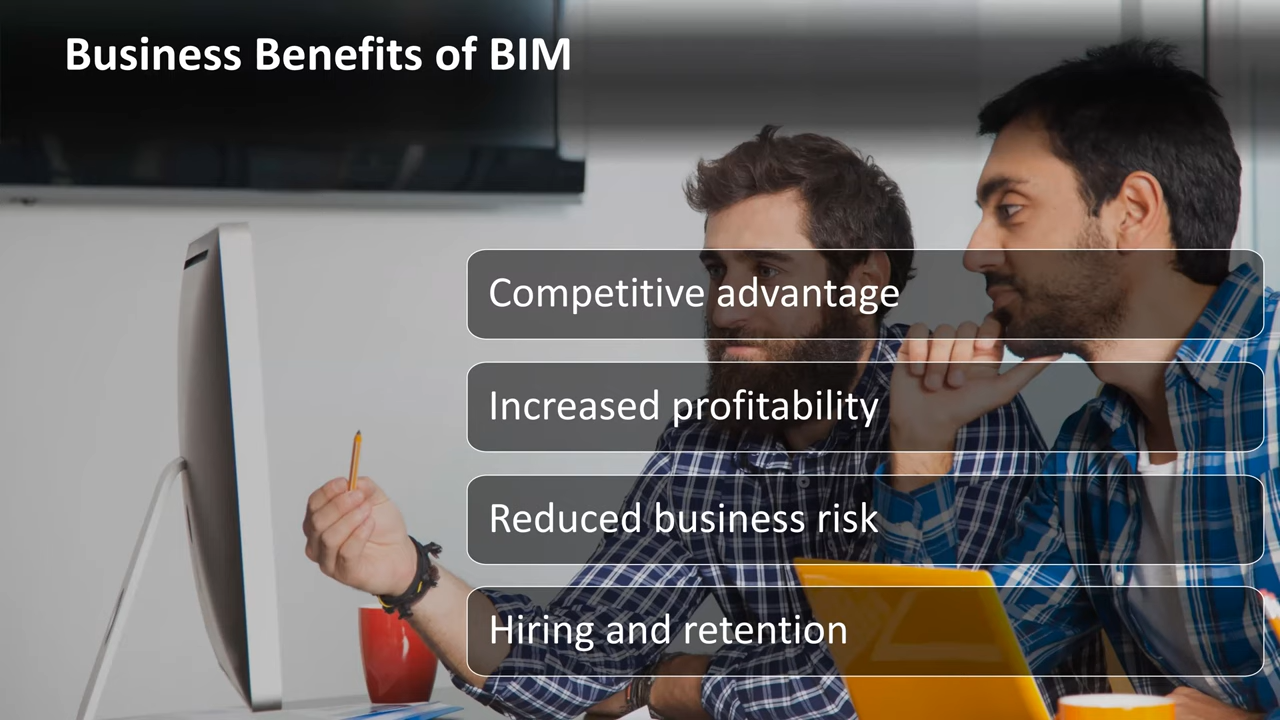 Business Benefits of BIM
Competitive advantage
Increased profitability
Reduced business risk
Hiring and retention